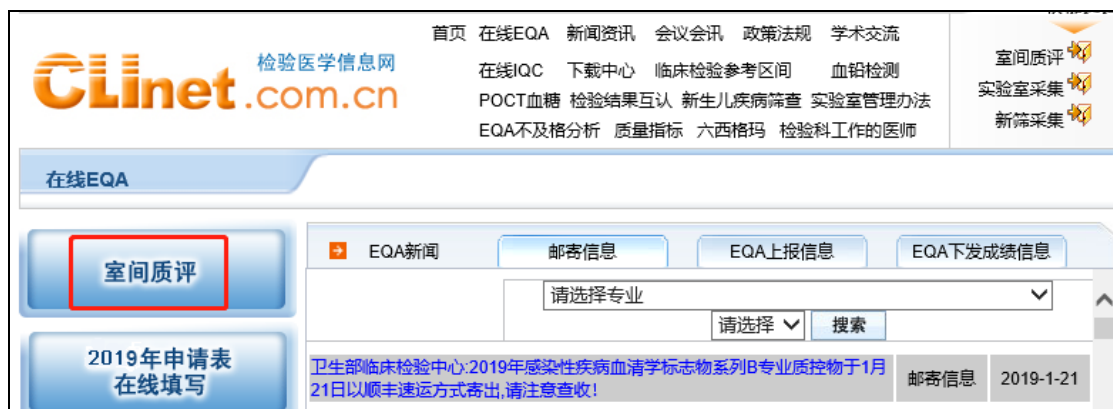 首页 在线EQA 新闻资讯 会议会讯 政策法规 学术交流
CLinet.com.cn 检验医学信息网
在线IQC 下载中心 临床检验参考区间 血铅检测
POCT血糖 检验结果互认 新生儿疾病筛查 实验室管理办法
EQA不及格分析 质量指标 六西格玛 检验科工作的医师
室间质评
实验室采集
新筛采集
在线EQA
室间质评
2019年申请表
在线填写
EQA新闻 邮寄信息 EQA上报信息 EQA下发成绩信息
请选择专业
请选择 搜索
卫生部临床检验中心:2019年感染性疾病血清学标志物系列B专业质控物于1月
21日以顺丰速运方式寄出,请注意查收!
邮寄信息 2019-1-21